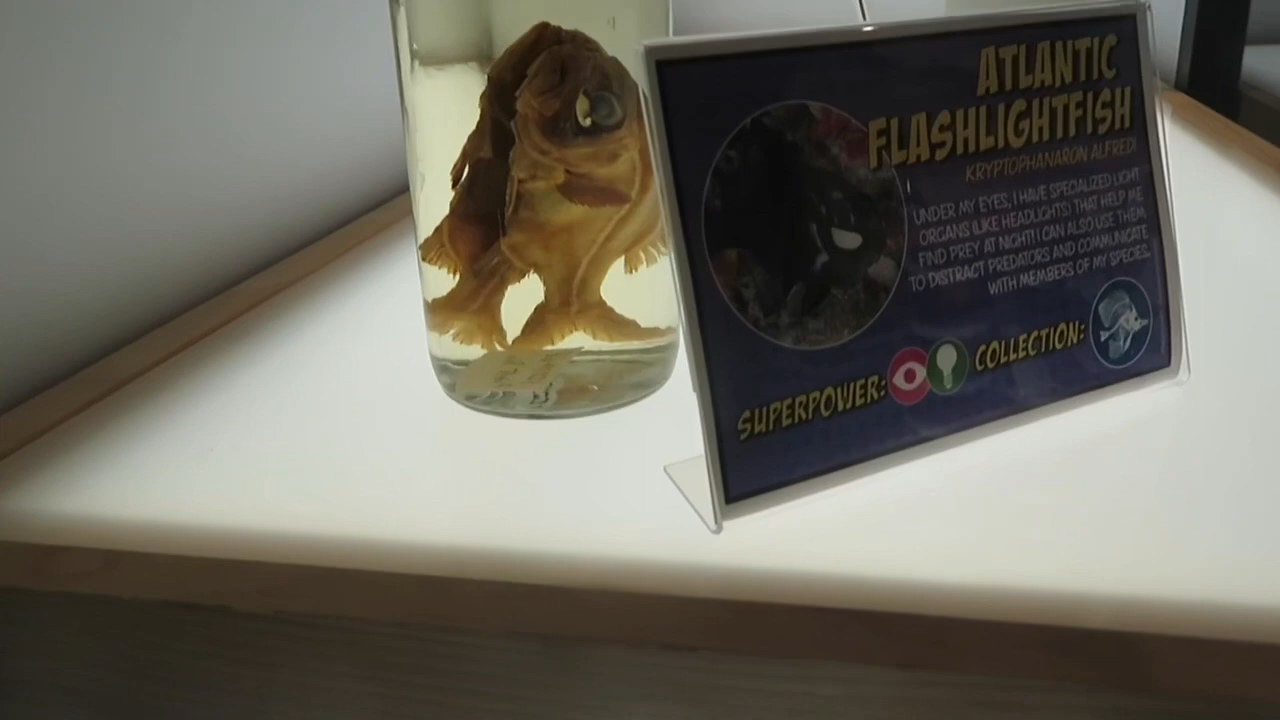 ATLANTIC
FLASHLIGHTFISH
KRYPTOPHANARON ALFREDI
UNDER MY EYES, I HAVE SPECIALIZED LIGHT
ORGANS (LIKE HEADLIGHTS) THAT HELP ME
FIND PREY AT NIGHT! I CAN ALSO USE THEM
TO DISTRACT PREDATORS AND COMMUNICATE
WITH MEMBERS OF MY SPECIES.
SUPERPOWER: COLLECTION: